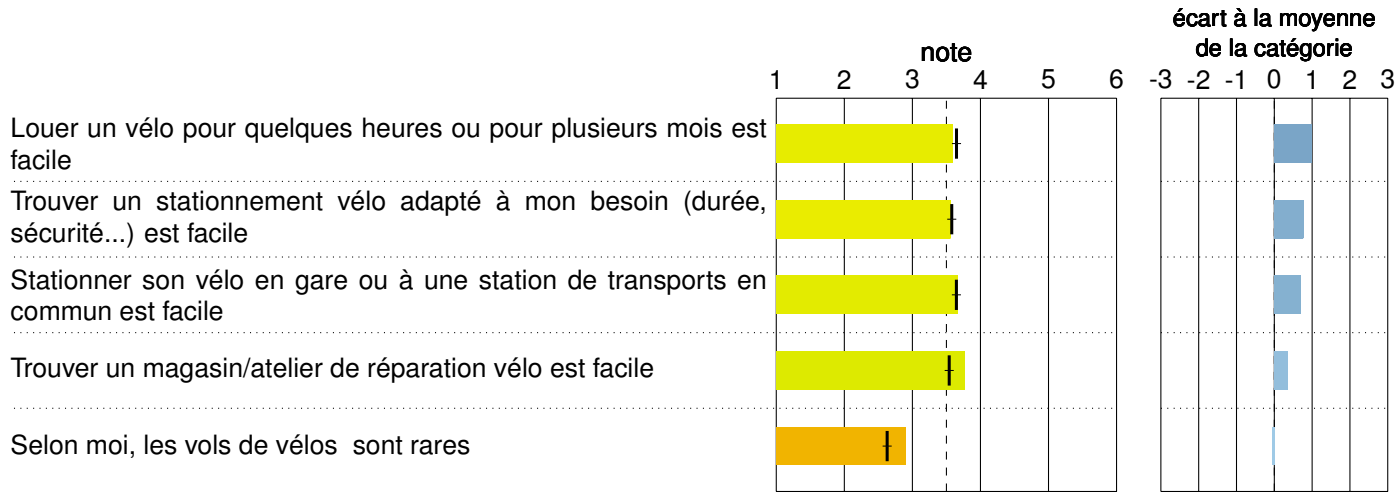 écart à la moyenne
de la catégorie
note
1 2 3 4 5 6
-3 -2 -1 0 1 2 3
Louer un vélo pour quelques heures ou pour plusieurs mois est
facile
Trouver un stationnement vélo adapté à mon besoin (durée,
sécurité...) est facile
Stationner son vélo en gare ou à une station de transports en
commun est facile
Trouver un magasin/atelier de réparation vélo est facile
Selon moi, les vols de vélos sont rares